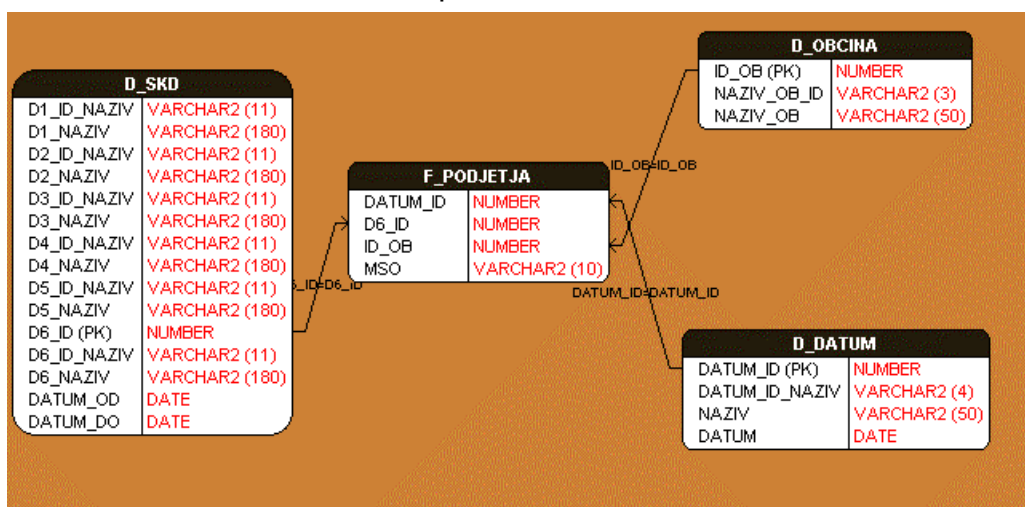 D_SKD
D1_ID_NAZIV VARCHAR2 (11)
D1_NAZIV VARCHAR2 (180)
D2_ID_NAZIV VARCHAR2 (11)
D2_NAZIV VARCHAR2 (180)
D3_ID_NAZIV VARCHAR2 (11)
D3_NAZIV VARCHAR2 (180)
D4_ID_NAZIV VARCHAR2 (11)
D4_NAZIV VARCHAR2 (180)
D5_ID_NAZIV VARCHAR2 (11)
D5_NAZIV VARCHAR2 (180)
D6_ID (PK) NUMBER
D6_ID_NAZIV VARCHAR2 (11)
D6_NAZIV VARCHAR2 (180)
DATUM_OD DATE
DATUM_DO DATE
F_PODJETJA
DATUM_ID NUMBER
D6_ID NUMBER
ID_OB NUMBER
MSO VARCHAR2 (10)
D_OBCINA
ID_OB (PK) NUMBER
NAZIV_OB_ID VARCHAR2 (3)
NAZIV_OB VARCHAR2 (50)
ID_OB=ID_OB
DATUM_ID=DATUM_ID
D_DATUM
DATUM_ID (PK) NUMBER
DATUM_ID_NAZIV VARCHAR2 (4)
NAZIV VARCHAR2 (50)
DATUM DATE